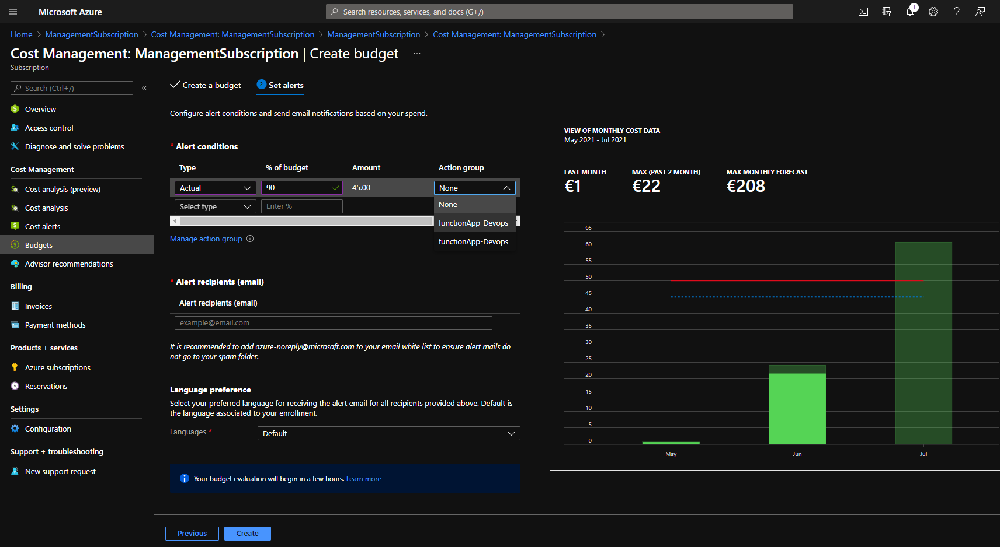 Microsoft Azure
Search resources, services, and docs (G+/)
1
Home > ManagementSubscription > Cost Management: ManagementSubscription > ManagementSubscription > Cost Management: ManagementSubscription >
Cost Management: ManagementSubscription | Create budget ...
Subscription
Search (Ctrl+/)
«
Overview
Access control
Diagnose and solve problems
Cost Management
Cost analysis (preview)
Cost analysis
Cost alerts
Budgets
Advisor recommendations
Billing
Invoices
Payment methods
Products + services
Azure subscriptions
Reservations
Settings
Configuration
Support + troubleshooting
New support request
Create a budget
2 Set alerts
Configure alert conditions and send email notifications based on your spend.
* Alert conditions
Type % of budget Amount Action group
Actual 90 45.00 None
Select type Enter % -
None
functionApp-Devops
functionApp-Devops
Manage action group
* Alert recipients (email)
Alert recipients (email)
example@email.com
It is recommended to add azure-noreply@microsoft.com to your email white list to ensure alert mails do
not go to your spam folder.
Language preference
Select your preferred language for receiving the alert email for all recipients provided above. Default is
the language associated to your enrollment.
Languages * Default
Your budget evaluation will begin in a few hours. Learn more
Previous Create
VIEW OF MONTHLY COST DATA
May 2021 - Jul 2021
LAST MONTH MAX (PAST 2 MONTH) MAX MONTHLY FORECAST
€1 €22 €208
65
60
55
50
45
40
35
30
25
20
15
10
5
0
May Jun Jul